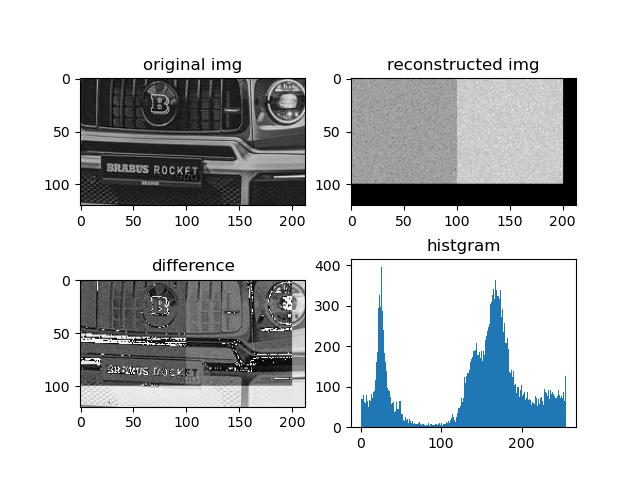 original img
reconstructed img
0
50
100
0 50 100 150 200
B
BRABUS ROCKET
BRABUS
0
50
100
0 50 100 150 200
difference
histgram
0
50
100
0 50 100 150 200
B
BRABUS ROCKET
400
300
200
100
0
0 100 200